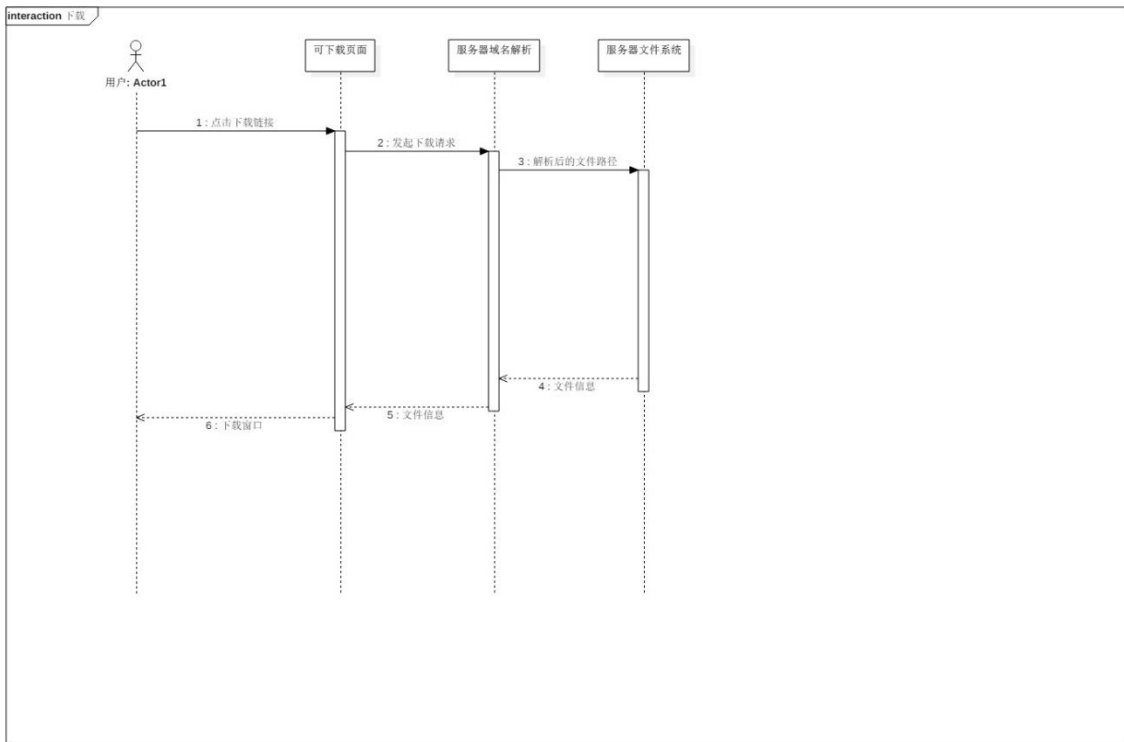 interaction 下载
用户: Actor1
可下载页面
服务器域名解析
服务器文件系统
1 : 点击下载链接
2 : 发起下载请求
3 : 解析后的文件路径
4 : 文件信息
5 : 文件信息
6 : 下载窗口